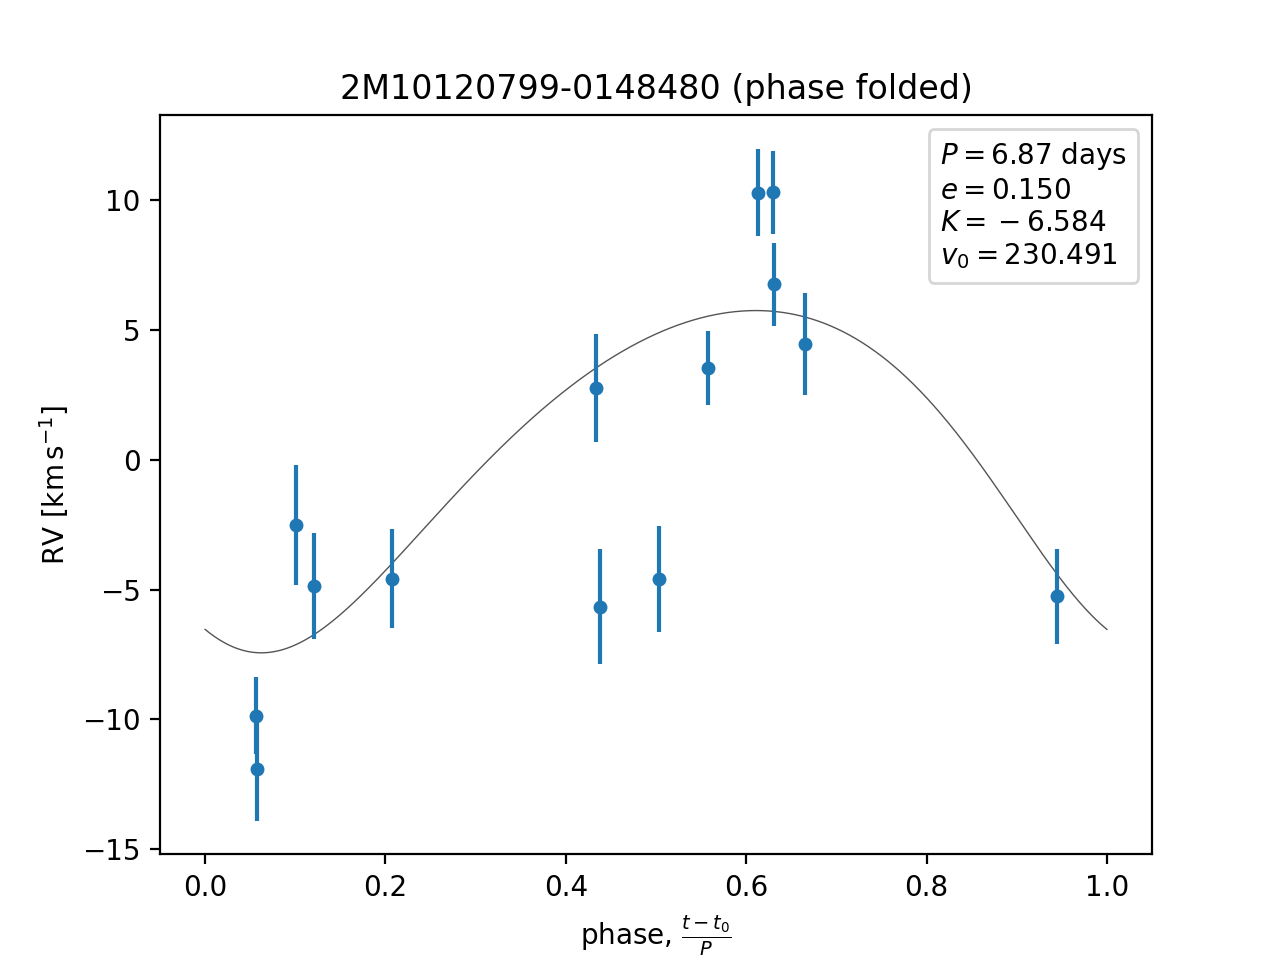 2M10120799-0148480 (phase folded)
P = 6.87 days
e = 0.150
K = −6.584
v₀ = 230.491
10
5
0
−5
−10
−15
RV [km s⁻¹]
0.0 0.2 0.4 0.6 0.8 1.0
phase, (t − t₀)/P